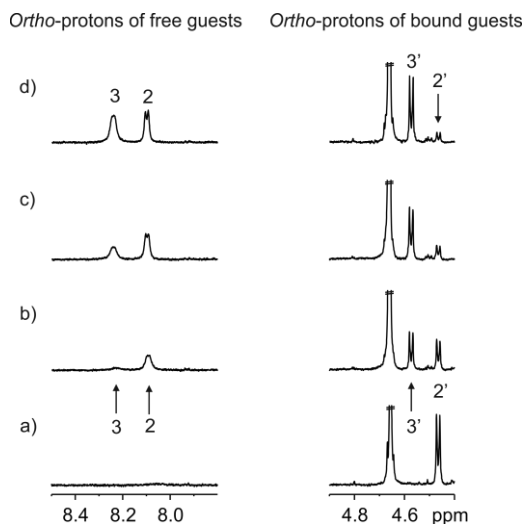 Ortho-protons of free guests
Ortho-protons of bound guests
d)
3
2
3’
2’
c)
b)
3
2
3’
2’
a)
8.4
8.2
8.0
4.8
4.6
ppm